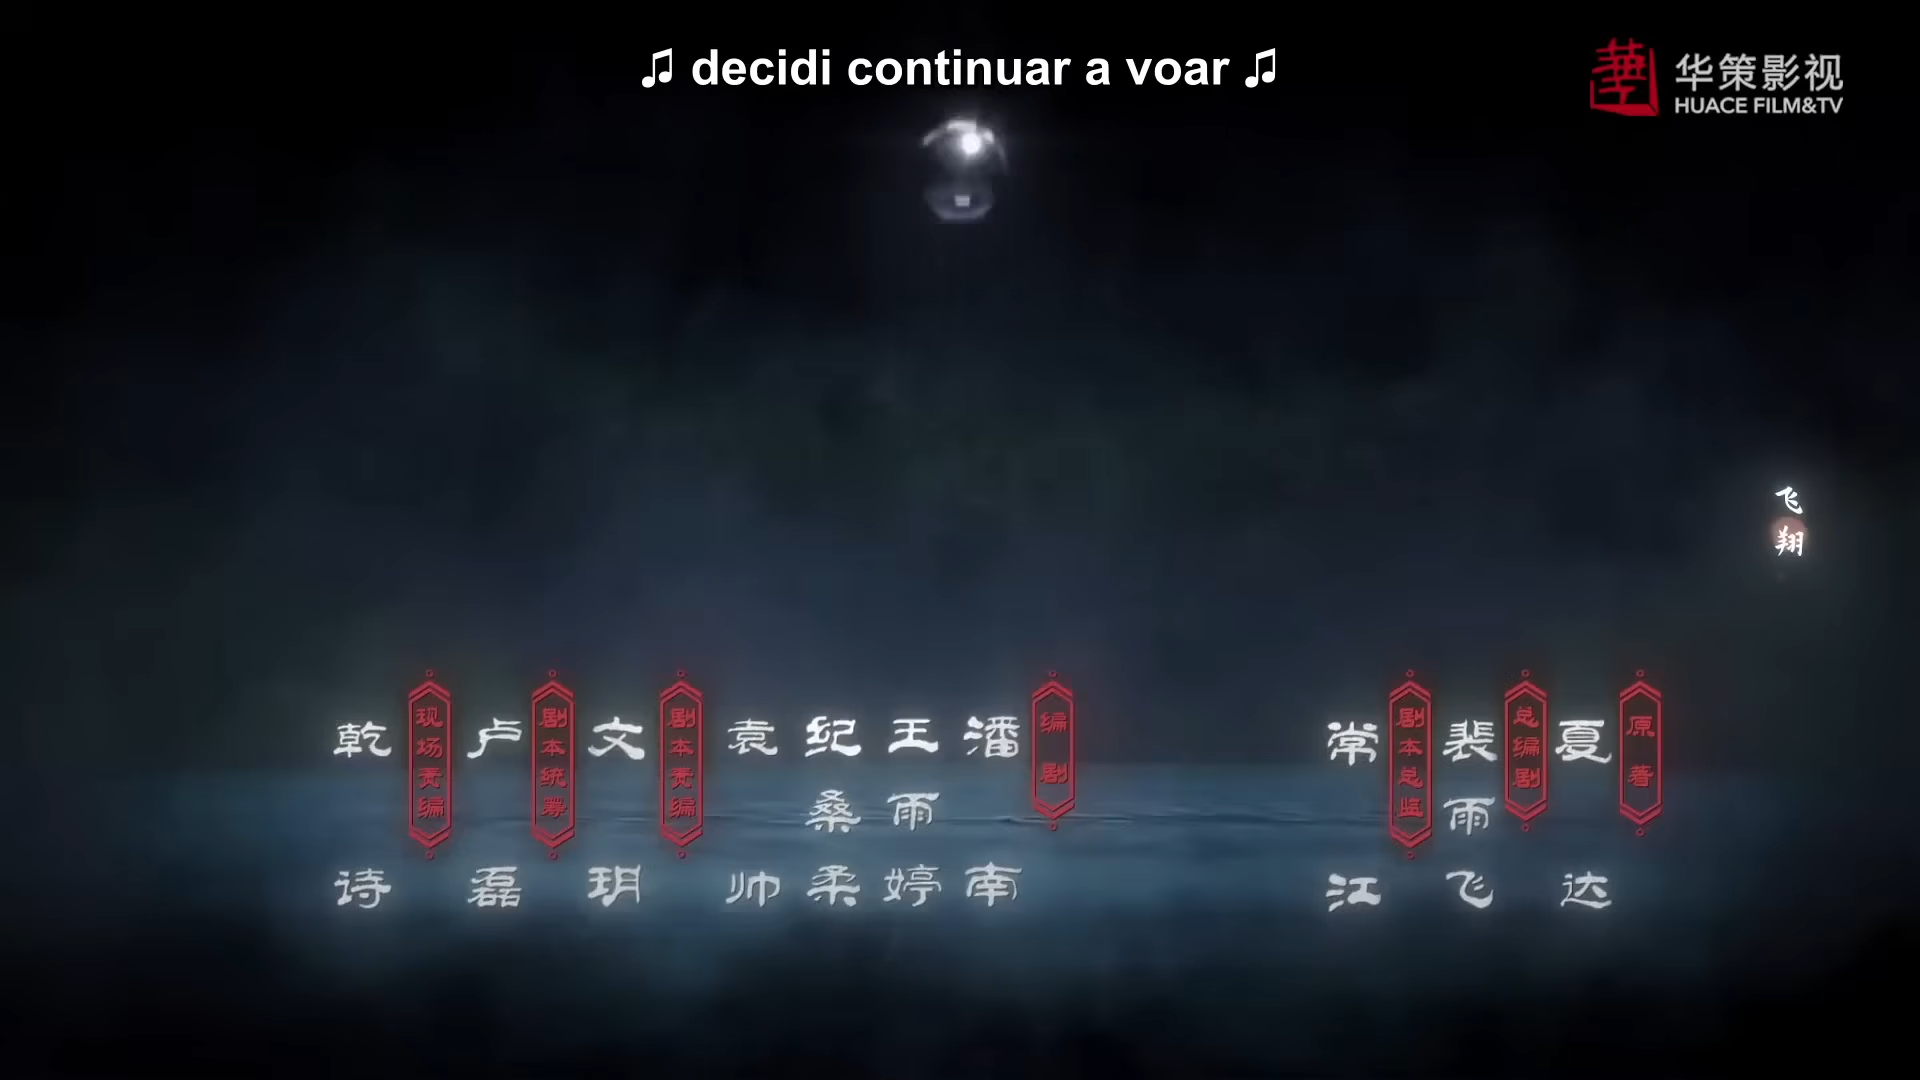 ♫ decidi continuar a voar ♫
華
华策影视
HUACE FILM&TV
飞翔
原著
夏达
总编剧
裴雨飞
剧本总监
常江
编剧
潘南
王雨婷
纪桑柔
袁帅
剧本责编
文玥
剧本统筹
卢磊
现场责编
乾诗